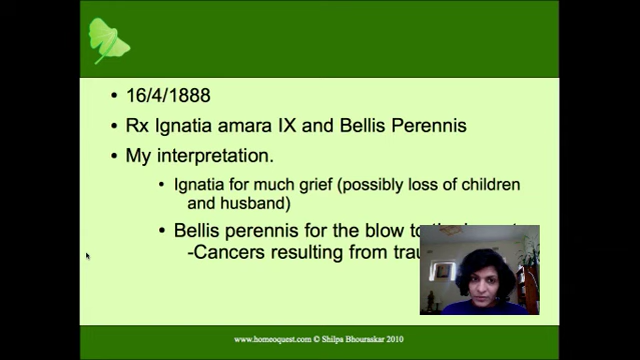 16/4/1888
Rx Ignatia amara IX and Bellis Perennis
My interpretation.
Ignatia for much grief (possibly loss of children
and husband)
Bellis perennis for the blow to
-Cancers resulting from
www.homeoquest.com © Shilpa Bhouraskar 2010